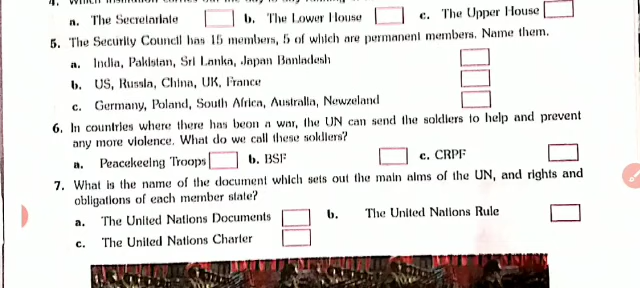 a. The Secretariate b. The Lower House c. The Upper House
5. The Security Council has 15 members, 5 of which are permanent members. Name them.
a. India, Pakistan, Sri Lanka, Japan Banladesh
b. US, Russia, China, UK, France
c. Germany, Poland, South Africa, Australia, Newzeland
6. In countries where there has been a war, the UN can send the soldiers to help and prevent
any more violence. What do we call these soldiers?
a. Peacekeeing Troops b. BSF c. CRPF
7. What is the name of the document which sets out the main aims of the UN, and rights and
obligations of each member state?
a. The United Nations Documents b. The United Nations Rule
c. The United Nations Charter